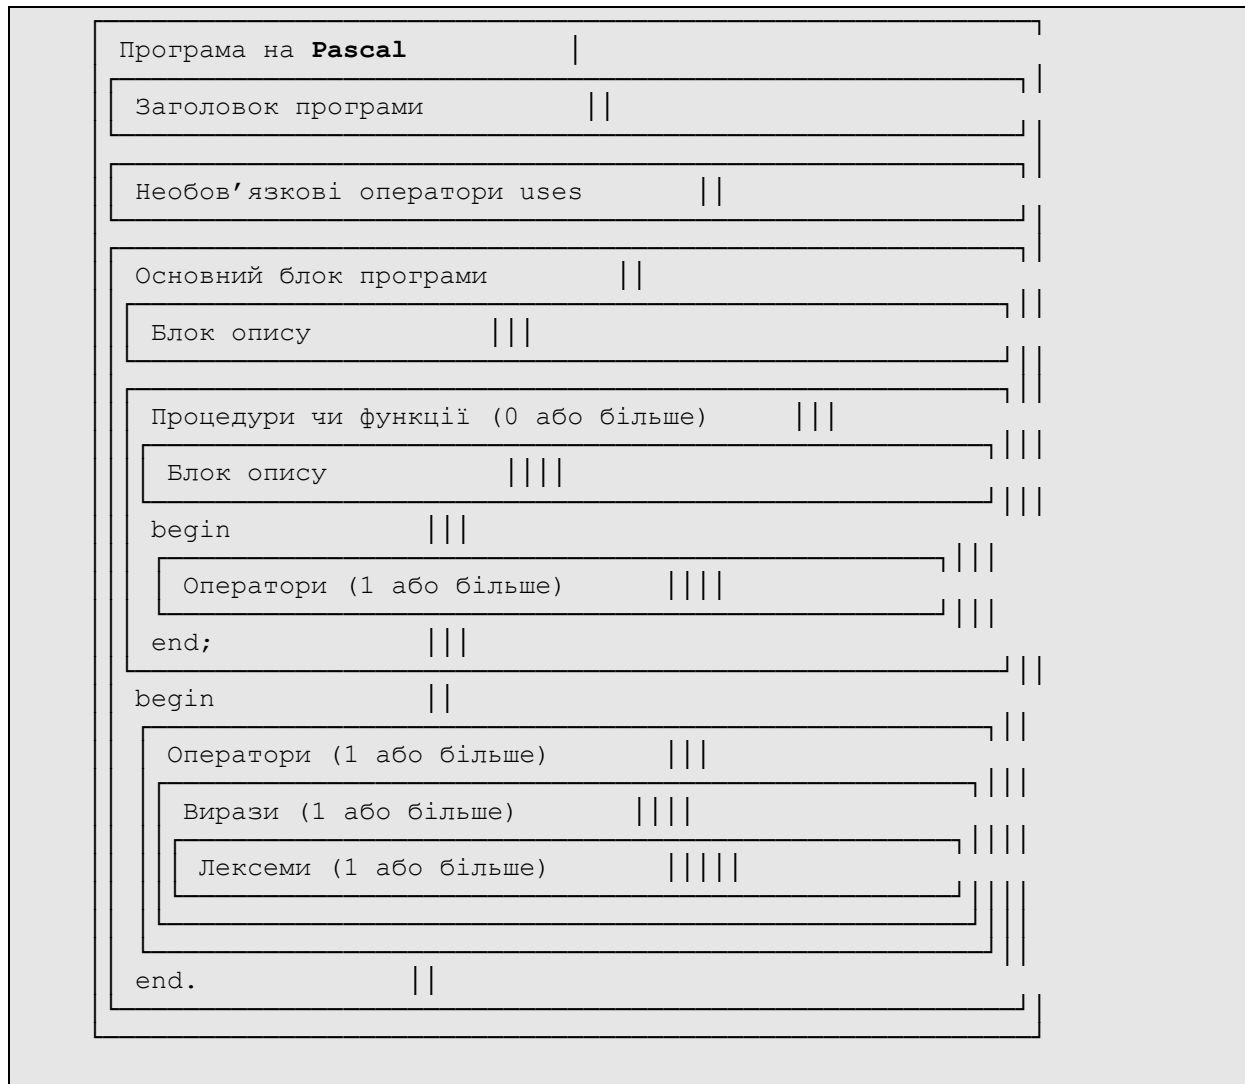 Програма на Pascal
Заголовок програми
Необов’язкові оператори uses
Основний блок програми
Блок опису
Процедури чи функції (0 або більше)
Блок опису
begin
Оператори (1 або більше)
end;
begin
Оператори (1 або більше)
Вирази (1 або більше)
Лексеми (1 або більше)
end.